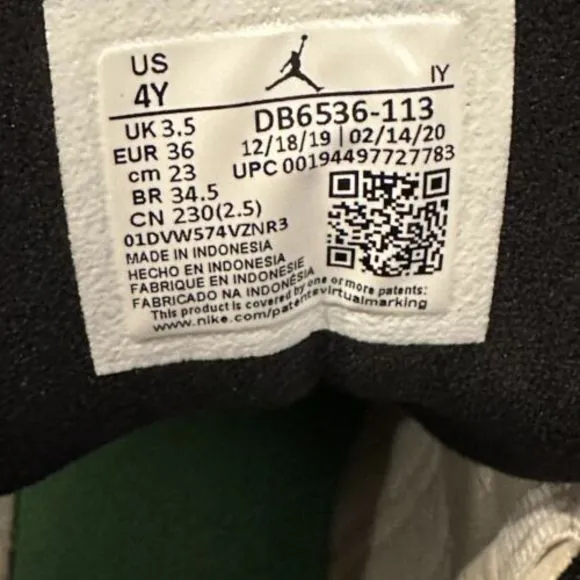 US
4Y
IY
UK 3.5
EUR 36
cm 23
BR 34.5
CN 230(2.5)
DB6536-113
12/18/19 | 02/14/20
UPC 00194497727783
01DVW574VZNR3
MADE IN INDONESIA
HECHO EN INDONESIA
FABRIQUE EN INDONESIE
FABRICADO NA INDONÉSIA
This product is covered by one or more patents:
www.nike.com/patentsvirtualmarking